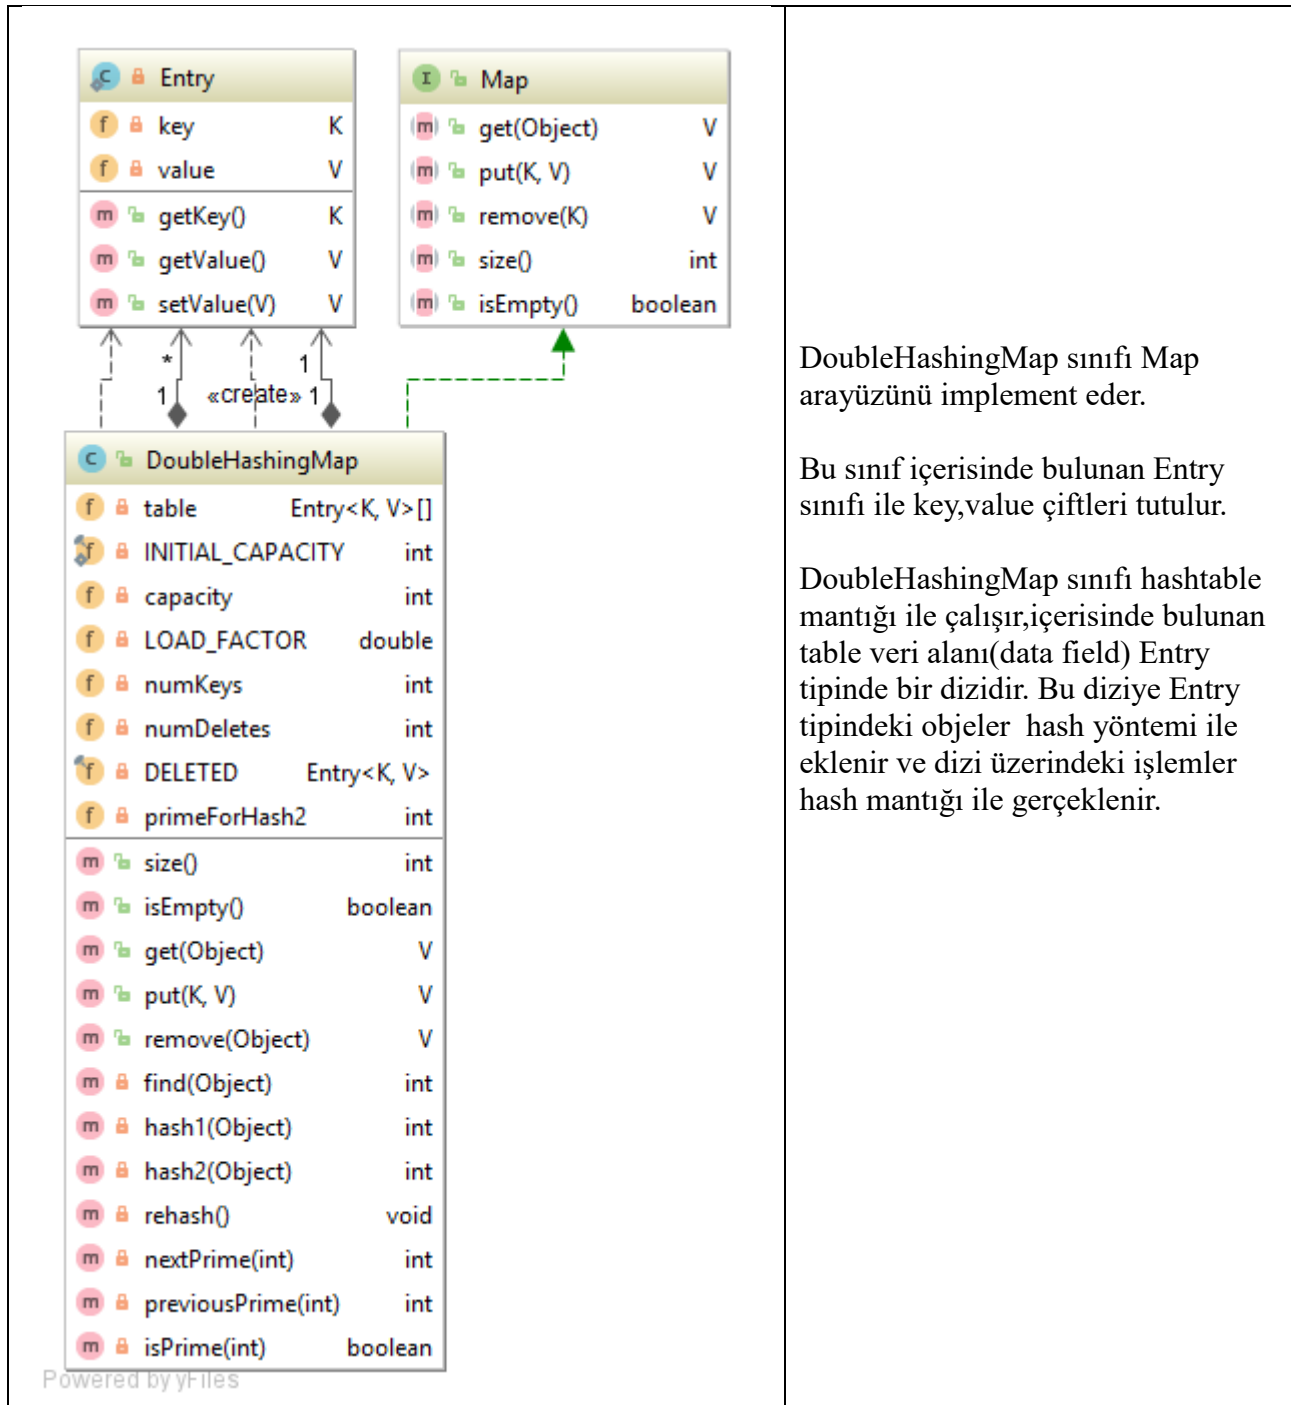 Entry
key K
value V
getKey() K
getValue() V
setValue(V) V
Map
get(Object) V
put(K, V) V
remove(K) V
size() int
isEmpty() boolean
* 1
1 «create» 1
DoubleHashingMap
table Entry<K, V>[]
INITIAL_CAPACITY int
capacity int
LOAD_FACTOR double
numKeys int
numDeletes int
DELETED Entry<K, V>
primeForHash2 int
size() int
isEmpty() boolean
get(Object) V
put(K, V) V
remove(Object) V
find(Object) int
hash1(Object) int
hash2(Object) int
rehash() void
nextPrime(int) int
previousPrime(int) int
isPrime(int) boolean
Powered by yFiles
DoubleHashingMap sınıfı Map
arayüzünü implement eder.
Bu sınıf içerisinde bulunan Entry
sınıfı ile key,value çiftleri tutulur.
DoubleHashingMap sınıfı hashtable
mantığı ile çalışır,içerisinde bulunan
table veri alanı(data field) Entry
tipinde bir dizidir. Bu diziye Entry
tipindeki objeler hash yöntemi ile
eklenir ve dizi üzerindeki işlemler
hash mantığı ile gerçeklenir.